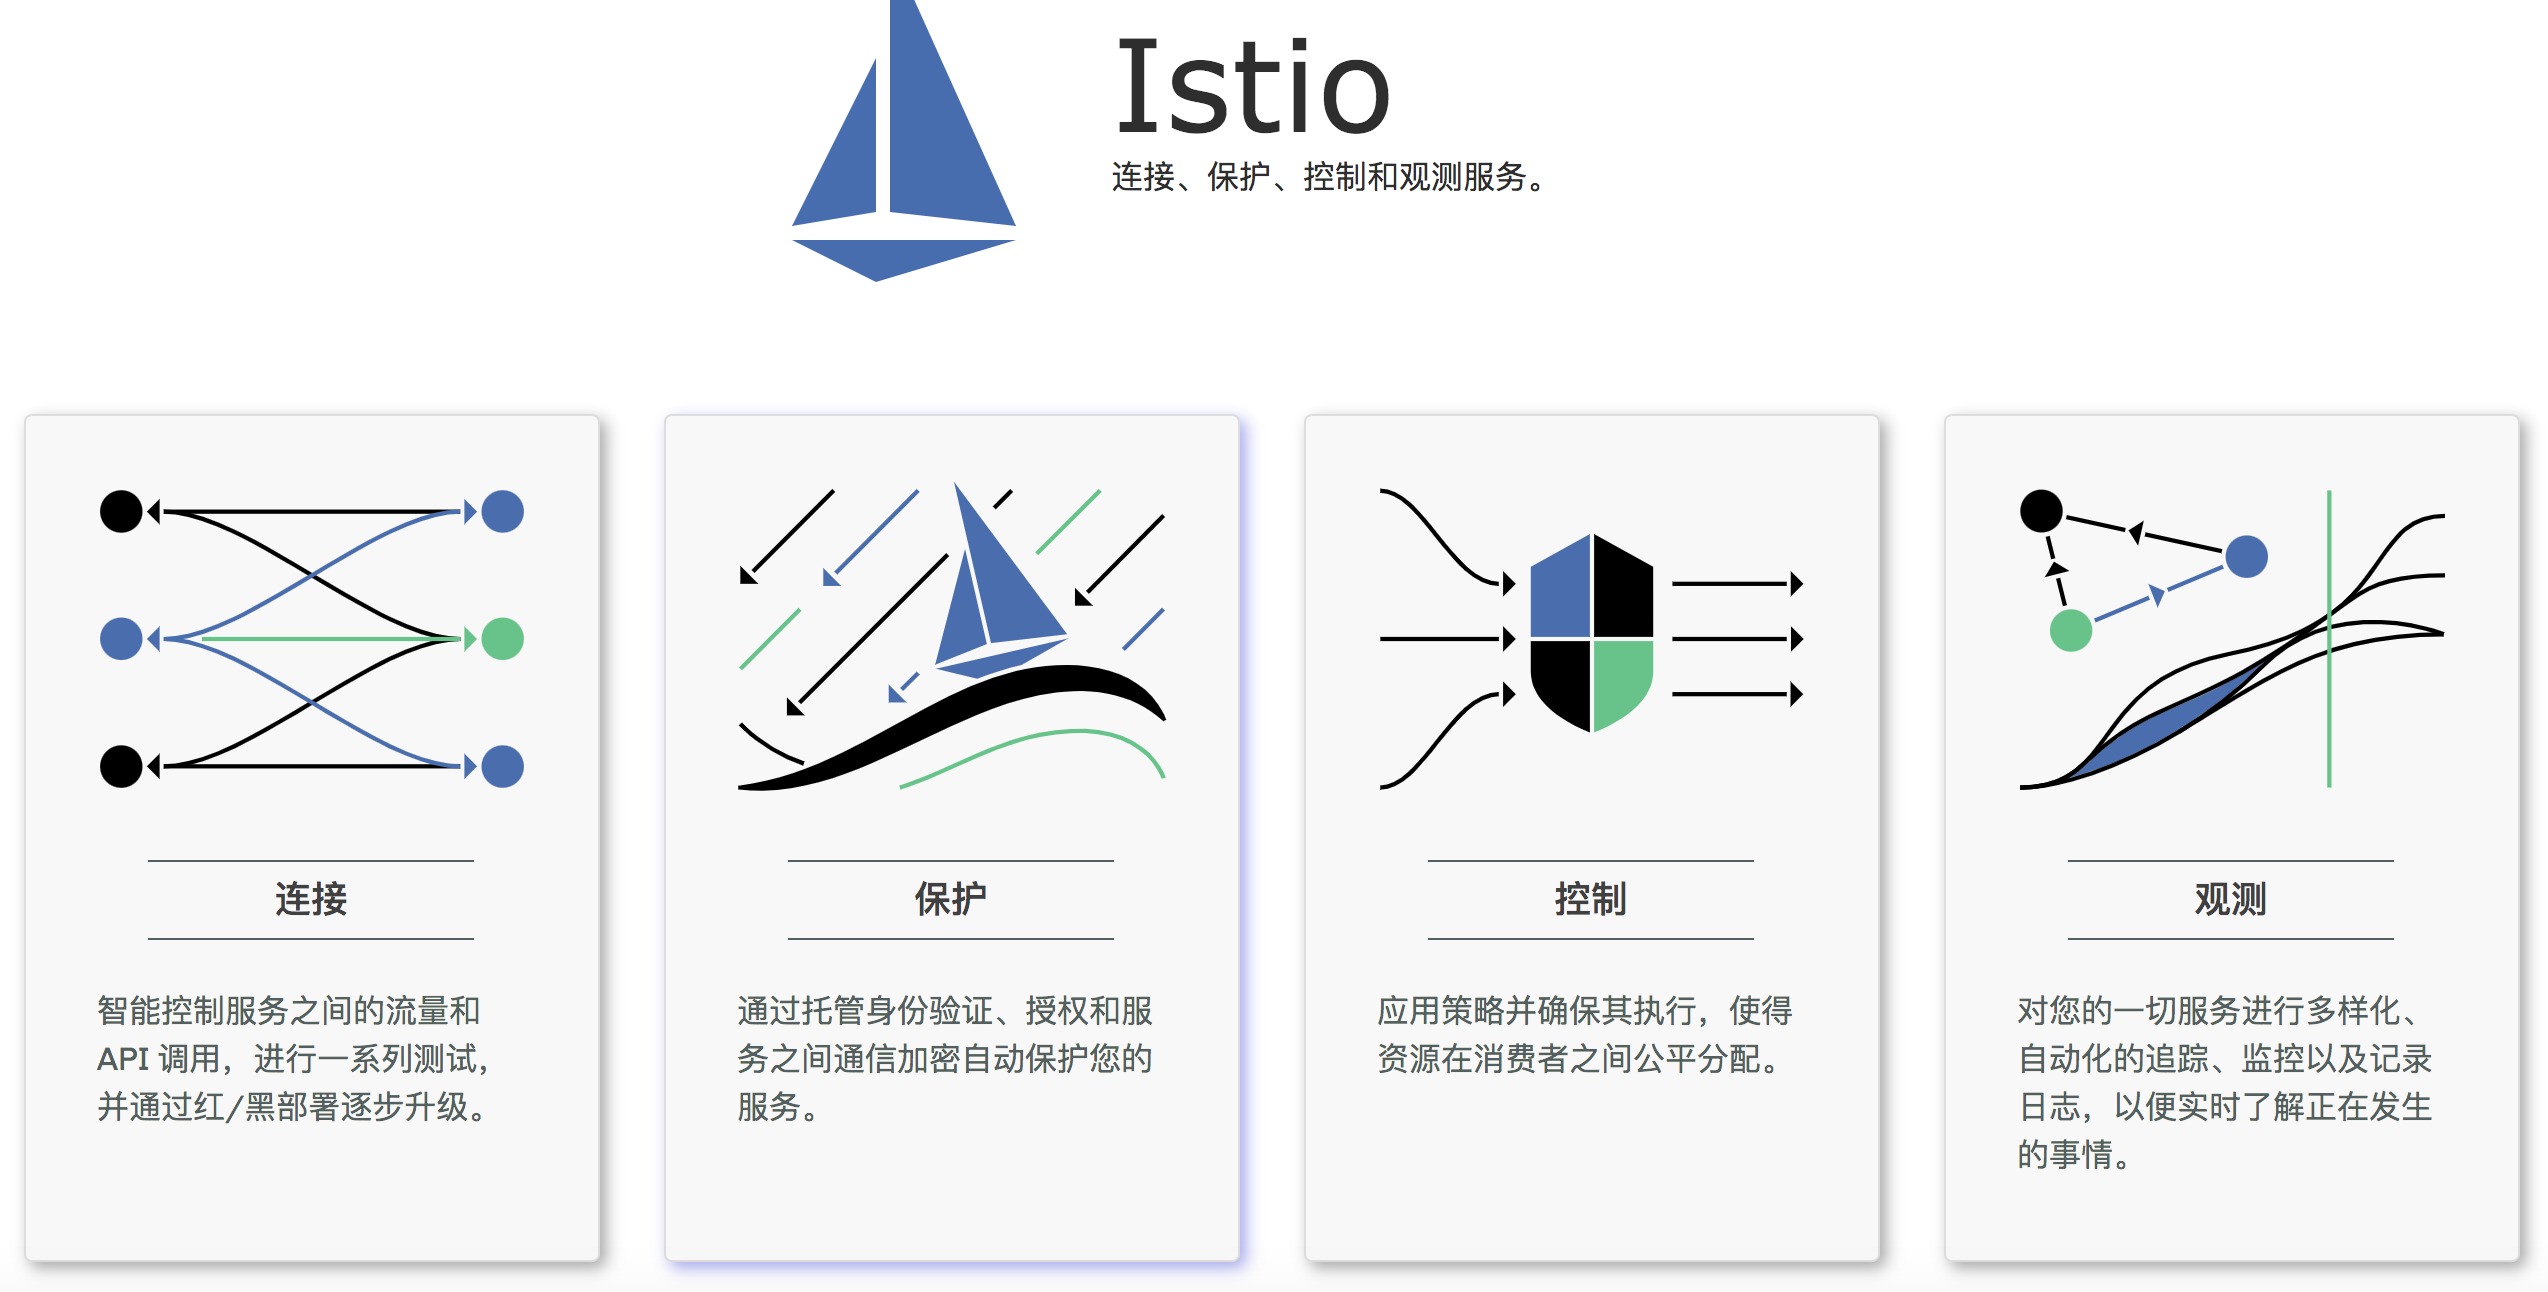 Istio
连接、保护、控制和观测服务。
连接
智能控制服务之间的流量和
API 调用，进行一系列测试，
并通过红/黑部署逐步升级。
保护
通过托管身份验证、授权和服
务之间通信加密自动保护您的
服务。
控制
应用策略并确保其执行，使得
资源在消费者之间公平分配。
观测
对您的一切服务进行多样化、
自动化的追踪、监控以及记录
日志，以便实时了解正在发生
的事情。